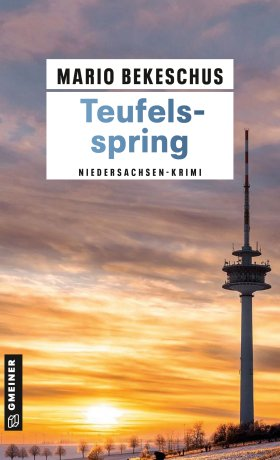 MARIO BEKESCHUS
Teufels-
spring
NIEDERSACHSEN-KRIMI
GMEINER